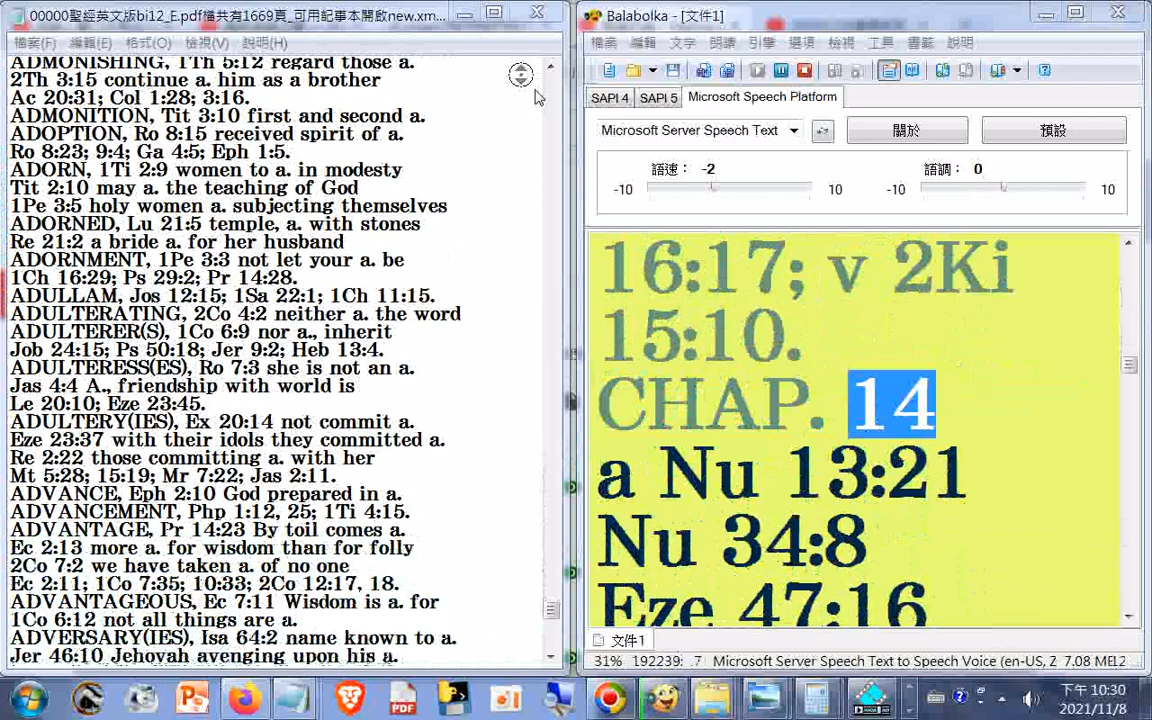 00000聖經英文版bi12_E.pdf檔共有1669頁_可用記事本開啟new.xm...
檔案(F) 編輯(E) 格式(O) 檢視(V) 說明(H)
ADMONISHING, 1Th 5:12 regard those a.
2Th 3:15 continue a. him as a brother
Ac 20:31; Col 1:28; 3:16.
ADMONITION, Tit 3:10 first and second a.
ADOPTION, Ro 8:15 received spirit of a.
Ro 8:23; 9:4; Ga 4:5; Eph 1:5.
ADORN, 1Ti 2:9 women to a. in modesty
Tit 2:10 may a. the teaching of God
1Pe 3:5 holy women a. subjecting themselves
ADORNED, Lu 21:5 temple, a. with stones
Re 21:2 a bride a. for her husband
ADORNMENT, 1Pe 3:3 not let your a. be
1Ch 16:29; Ps 29:2; Pr 14:28.
ADULLAM, Jos 12:15; 1Sa 22:1; 1Ch 11:15.
ADULTERATING, 2Co 4:2 neither a. the word
ADULTERER(S), 1Co 6:9 nor a., inherit
Job 24:15; Ps 50:18; Jer 9:2; Heb 13:4.
ADULTERESS(ES), Ro 7:3 she is not an a.
Jas 4:4 A., friendship with world is
Le 20:10; Eze 23:45.
ADULTERY(IES), Ex 20:14 not commit a.
Eze 23:37 with their idols they committed a.
Re 2:22 those committing a. with her
Mt 5:28; 15:19; Mr 7:22; Jas 2:11.
ADVANCE, Eph 2:10 God prepared in a.
ADVANCEMENT, Php 1:12, 25; 1Ti 4:15.
ADVANTAGE, Pr 14:23 By toil comes a.
Ec 2:13 more a. for wisdom than for folly
2Co 7:2 we have taken a. of no one
Ec 2:11; 1Co 7:35; 10:33; 2Co 12:17, 18.
ADVANTAGEOUS, Ec 7:11 Wisdom is a. for
1Co 6:12 not all things are a.
ADVERSARY(IES), Isa 64:2 name known to a.
Jer 46:10 Jehovah avenging upon his a.
Balabolka - [文件1]
檔案 編輯 文字 朗讀 引擎 選項 檢視 工具 書籤 說明
SAPI 4 SAPI 5 Microsoft Speech Platform
Microsoft Server Speech Text 關於 預設
語速： -2 語調： 0
-10 10 -10 10
16:17; v 2Ki
15:10.
CHAP. 14
a Nu 13:21
Nu 34:8
Eze 47:16
文件1
31% 192239: .7 Microsoft Server Speech Text to Speech Voice (en-US, Z 7.08 ME12
PDF
下午 10:30
2021/11/8